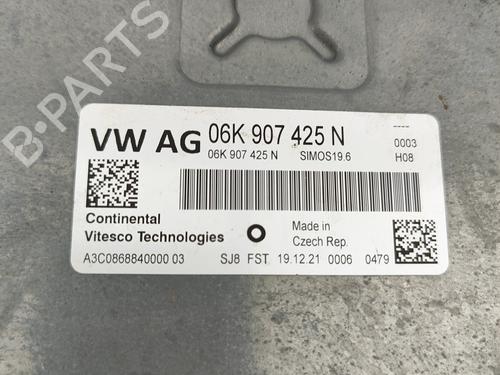 B-PARTS
VW AG 06K 907 425 N
06K 907 425 N SIMOS19.6
----
0003
H08
Continental
Vitesco Technologies
Made in
Czech Rep.
A3C0868840000 03 SJ8 FST 19.12.21 0006 0479